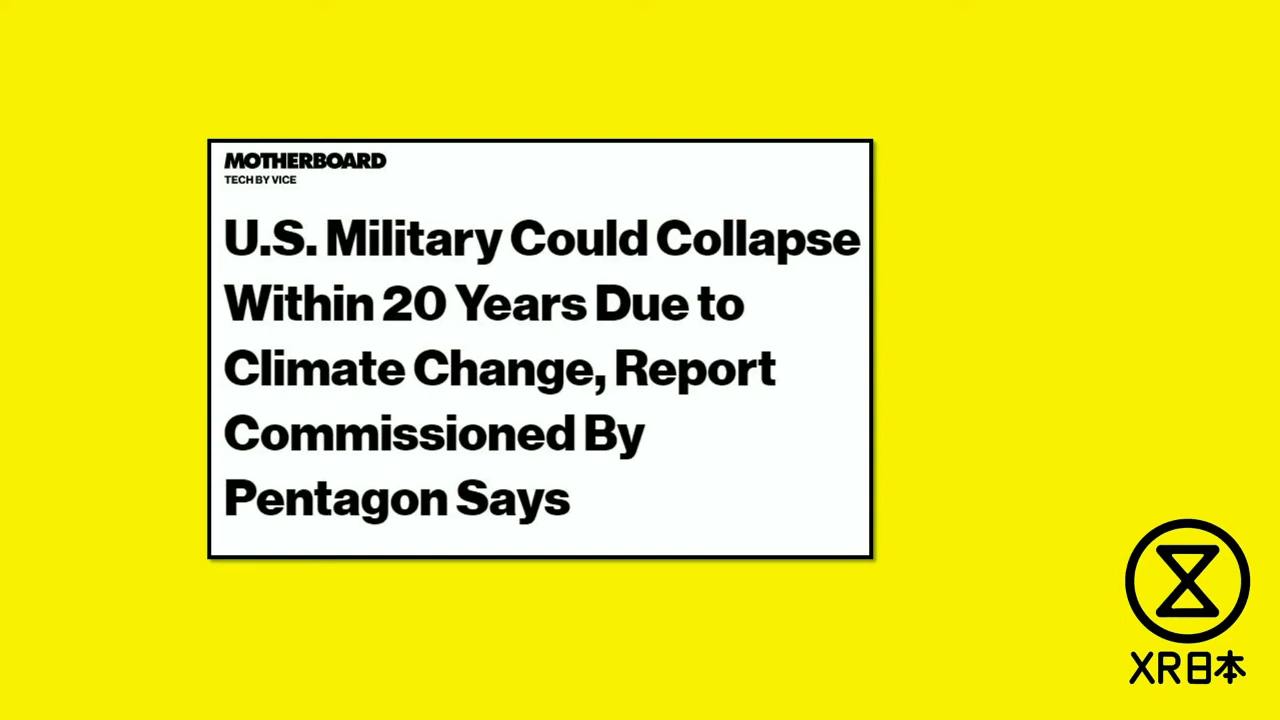 MOTHERBOARD
TECH BY VICE
U.S. Military Could Collapse
Within 20 Years Due to
Climate Change, Report
Commissioned By
Pentagon Says
XR日本